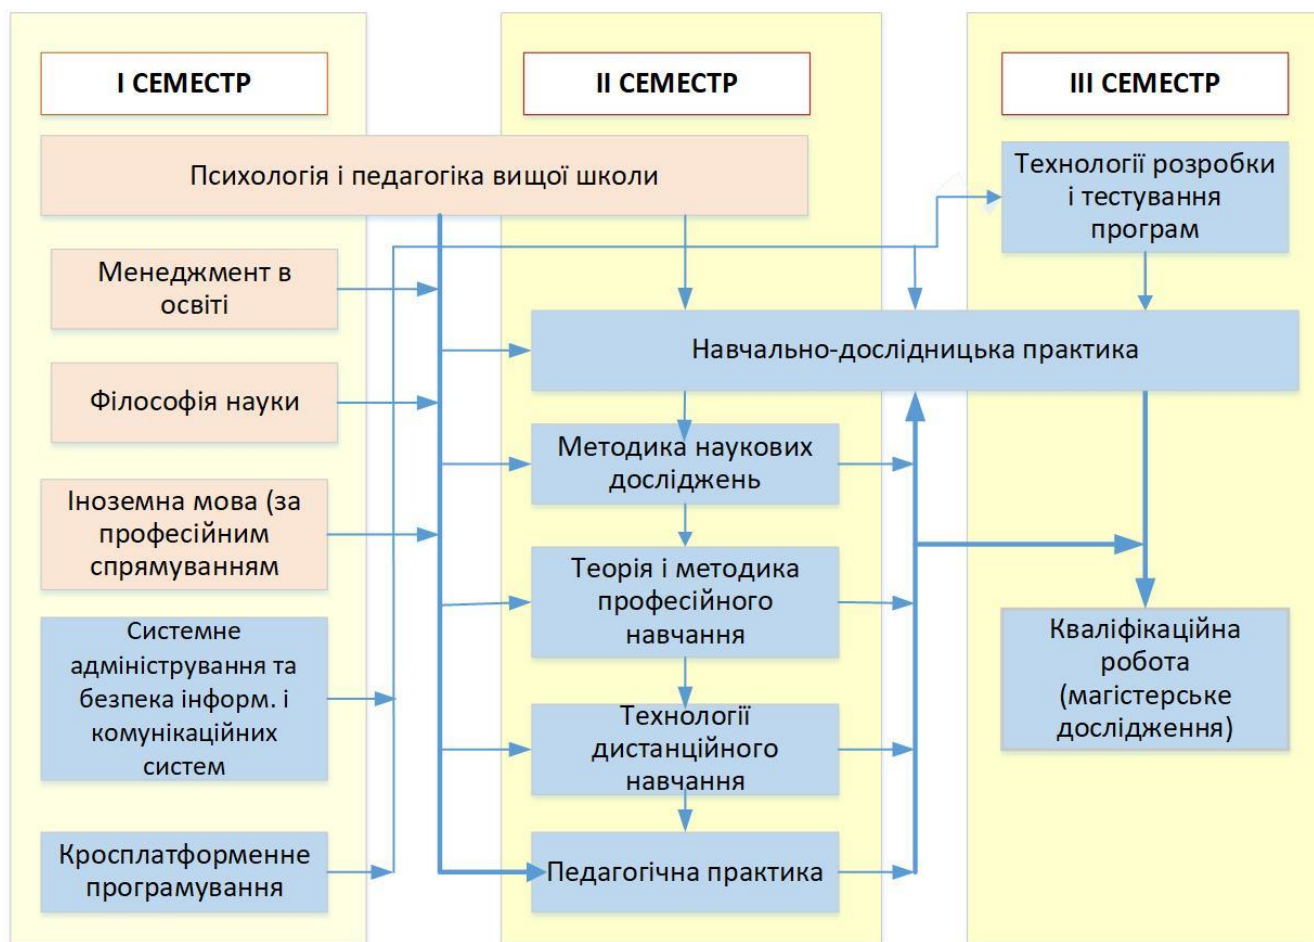 І СЕМЕСТР
ІІ СЕМЕСТР
ІІІ СЕМЕСТР
Психологія і педагогіка вищої школи
Менеджмент в
освіті
Філософія науки
Іноземна мова (за
професійним
спрямуванням
Системне
адміністрування та
безпека інформ. і
комунікаційних
систем
Кросплатформенне
програмування
Навчально-дослідницька практика
Методика наукових
досліджень
Теорія і методика
професійного
навчання
Технології
дистанційного
навчання
Педагогічна практика
Технології розробки
і тестування
програм
Кваліфікаційна
робота
(магістерське
дослідження)